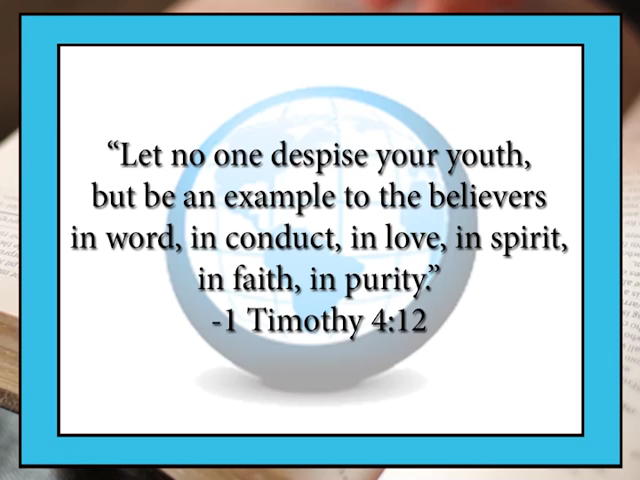 “Let no one despise your youth,
but be an example to the believers
in word, in conduct, in love, in spirit,
in faith, in purity.”
-1 Timothy 4:12